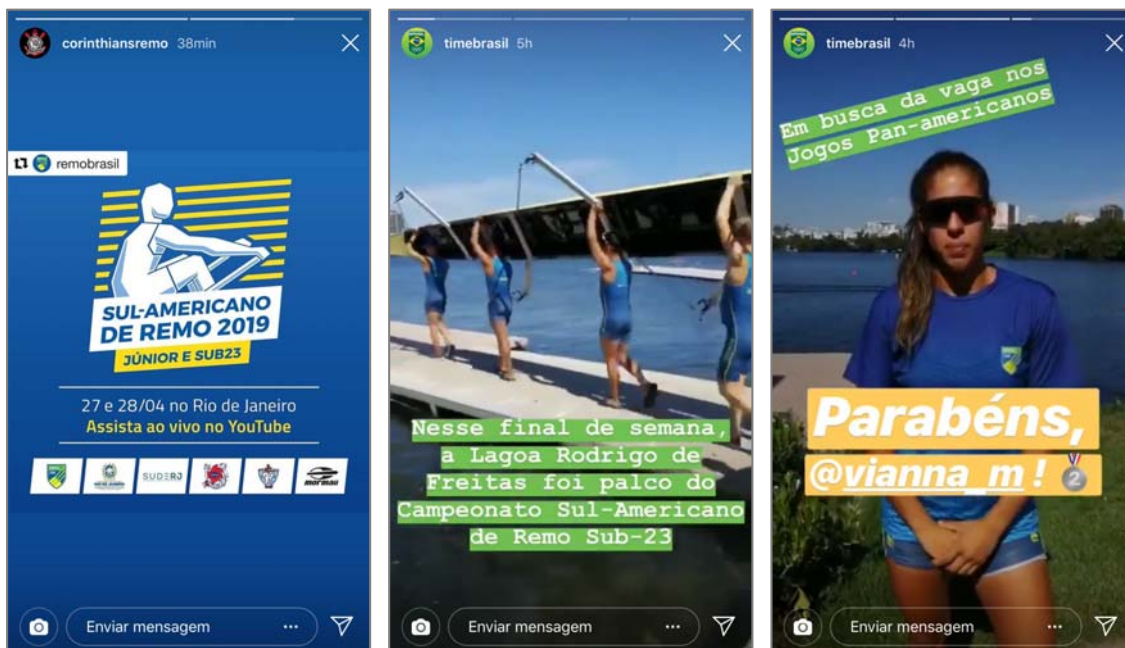 corinthiansremo 38min
remobrasil
SUL-AMERICANO
DE REMO 2019
JÚNIOR E SUB23
27 e 28/04 no Rio de Janeiro
Assista ao vivo no YouTube
SUDERJ
mormaii
Enviar mensagem
timebrasil 5h
Nesse final de semana,
a Lagoa Rodrigo de
Freitas foi palco do
Campeonato Sul-Americano
de Remo Sub-23
Enviar mensagem
timebrasil 4h
Em busca da vaga nos
Jogos Pan-americanos
Parabéns,
@vianna_m! 2
Enviar mensagem